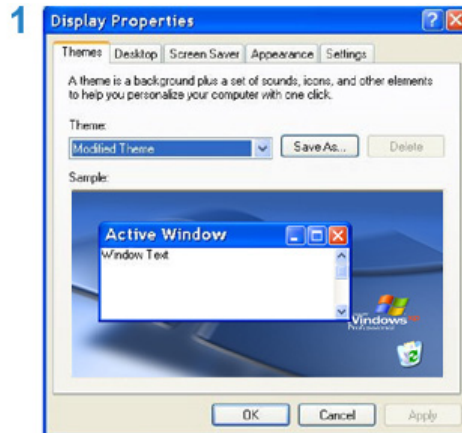 1
Display Properties
Themes Desktop Screen Saver Appearance Settings
A theme is a background plus a set of sounds, icons, and other elements
to help you personalize your computer with one click.
Theme:
Modified Theme Save As... Delete
Sample:
Active Window
Window Text
Windows
OK Cancel Apply